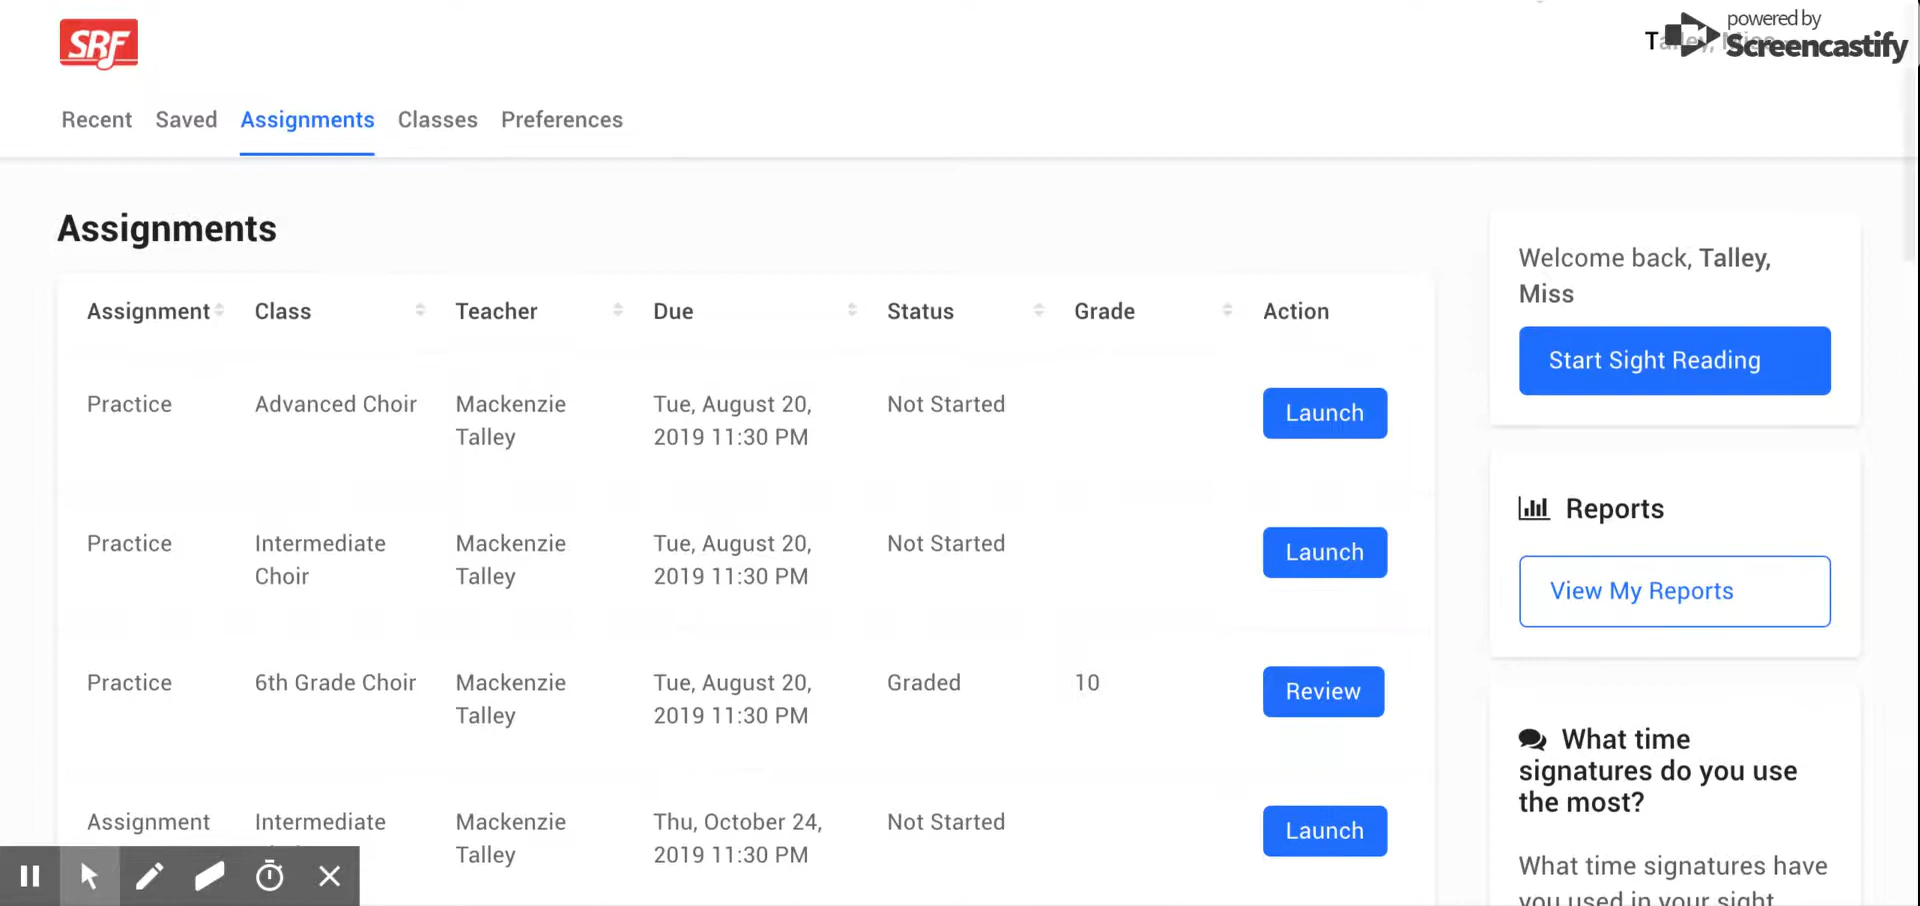 SRF
powered by
Screencastify
Recent Saved Assignments Classes Preferences
Assignments
Assignment Class Teacher Due Status Grade Action
Practice Advanced Choir Mackenzie Talley Tue, August 20, 2019 11:30 PM Not Started Launch
Practice Intermediate Choir Mackenzie Talley Tue, August 20, 2019 11:30 PM Not Started Launch
Practice 6th Grade Choir Mackenzie Talley Tue, August 20, 2019 11:30 PM Graded 10 Review
Assignment Intermediate Mackenzie Talley Thu, October 24, 2019 11:30 PM Not Started Launch
Welcome back, Talley,
Miss
Start Sight Reading
Reports
View My Reports
What time
signatures do you use
the most?
What time signatures have
you used in your sight